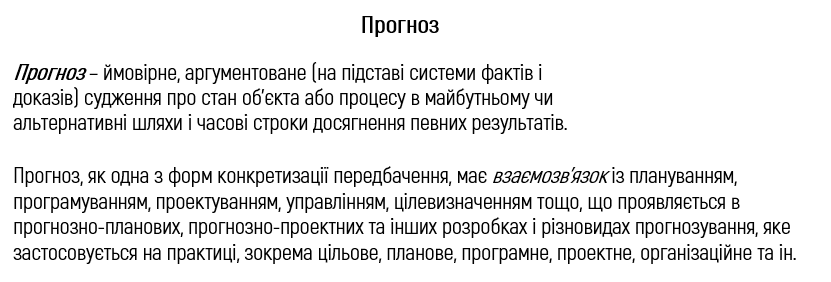 Прогноз
Прогноз – ймовірне, аргументоване (на підставі системи фактів і
доказів) судження про стан об'єкта або процесу в майбутньому чи
альтернативні шляхи і часові строки досягнення певних результатів.
Прогноз, як одна з форм конкретизації передбачення, має взаємозв'язок із плануванням,
програмуванням, проектуванням, управлінням, цілевизначенням тощо, що проявляється в
прогнозно-планових, прогнозно-проектних та інших розробках і різновидах прогнозування, яке
застосовується на практиці, зокрема цільове, планове, програмне, проектне, організаційне та ін.